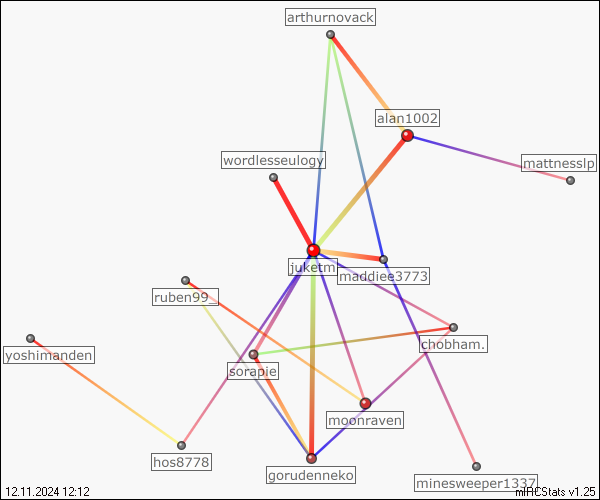 arthurnovack
alan1002
wordlesseulogy
mattnesslp
juketm
maddiee3773
ruben99_
chobham.
yoshimanden
sorapie
moonraven
hos8778
gorudenneko
minesweeper1337
12.11.2024 12:12
mIRCStats v1.25